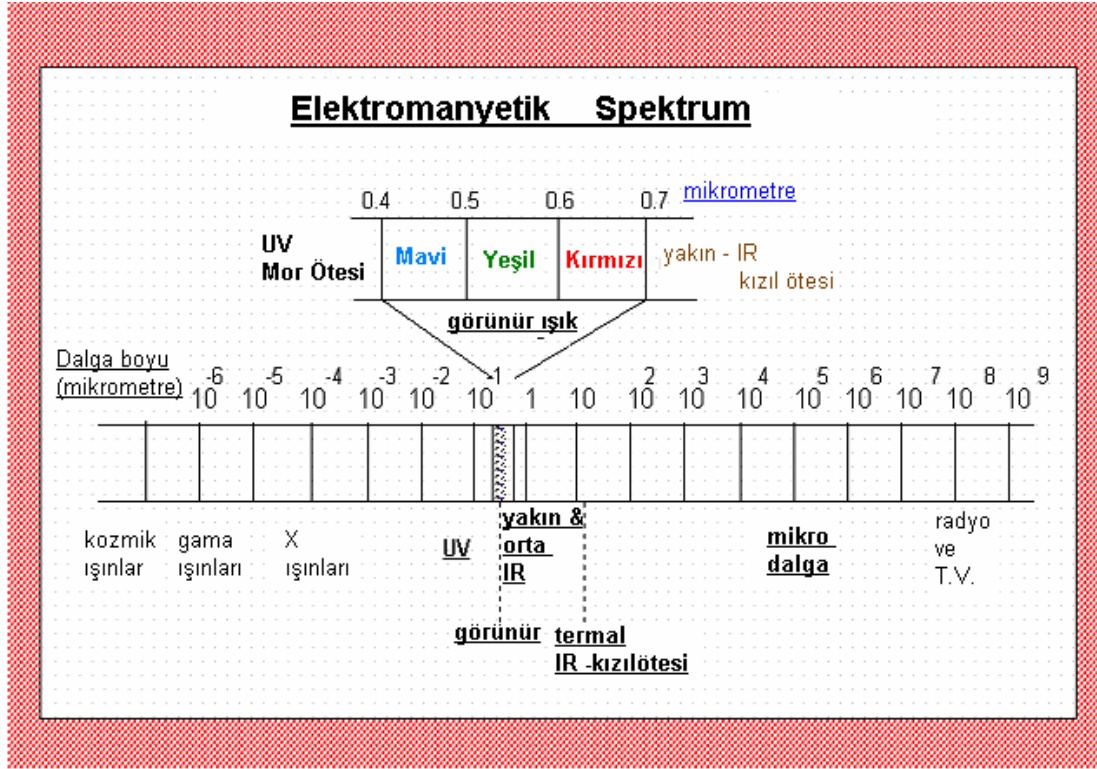 Elektromanyetik Spektrum
0.4 0.5 0.6 0.7 mikrometre
UV
Mor Ötesi
Mavi Yeşil Kırmızı
yakın - IR
kızıl ötesi
görünür ışık
Dalga boyu
(mikrometre)
10^-6 10^-5 10^-4 10^-3 10^-2 10^-1 1 10 10^2 10^3 10^4 10^5 10^6 10^7 10^8 10^9
kozmik
ışınlar
gama
ışınları
X
ışınları
UV
yakın &
orta
IR
mikro
dalga
radyo
ve
T.V.
görünür
termal
IR -kızılötesi